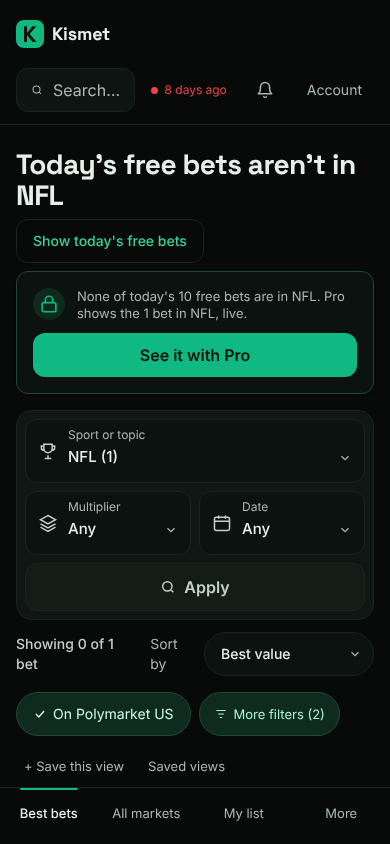 Kismet
Search...
8 days ago
Account
Today's free bets aren't in
NFL
Show today's free bets
None of today's 10 free bets are in NFL. Pro
shows the 1 bet in NFL, live.
See it with Pro
Sport or topic
NFL (1)
Multiplier
Any
Date
Any
Apply
Showing 0 of 1
bet
Sort
by
Best value
On Polymarket US
More filters (2)
+ Save this view
Saved views
Best bets
All markets
My list
More